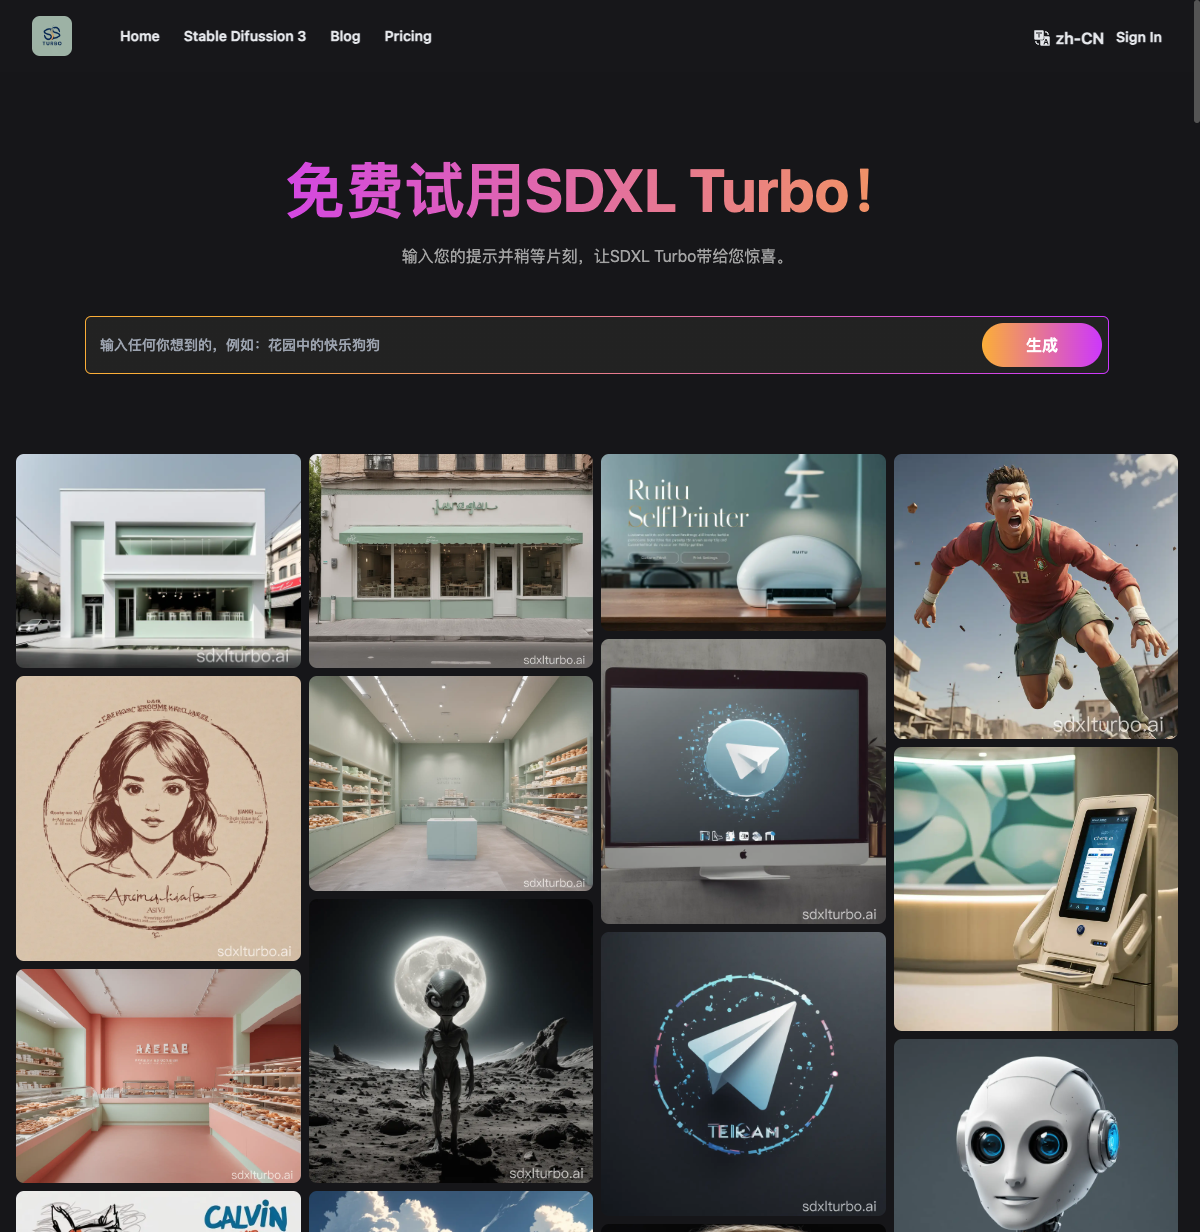 TURBO
Home
Stable Difussion 3
Blog
Pricing
zh-CN
Sign In
免费试用SDXL Turbo！
输入您的提示并稍等片刻，让SDXL Turbo带给您惊喜。
输入任何你想到的，例如：花园中的快乐狗狗
生成
sdxlturbo.ai
sdxlturbo.ai
Ruitu
SelfPrinter
RUITU
19
sdxlturbo.ai
sdxlturbo.ai
sdxlturbo.ai
sdxlturbo.ai
sdxlturbo.ai
sdxlturbo.ai
TEIKAM
sdxlturbo.ai
CALVIN